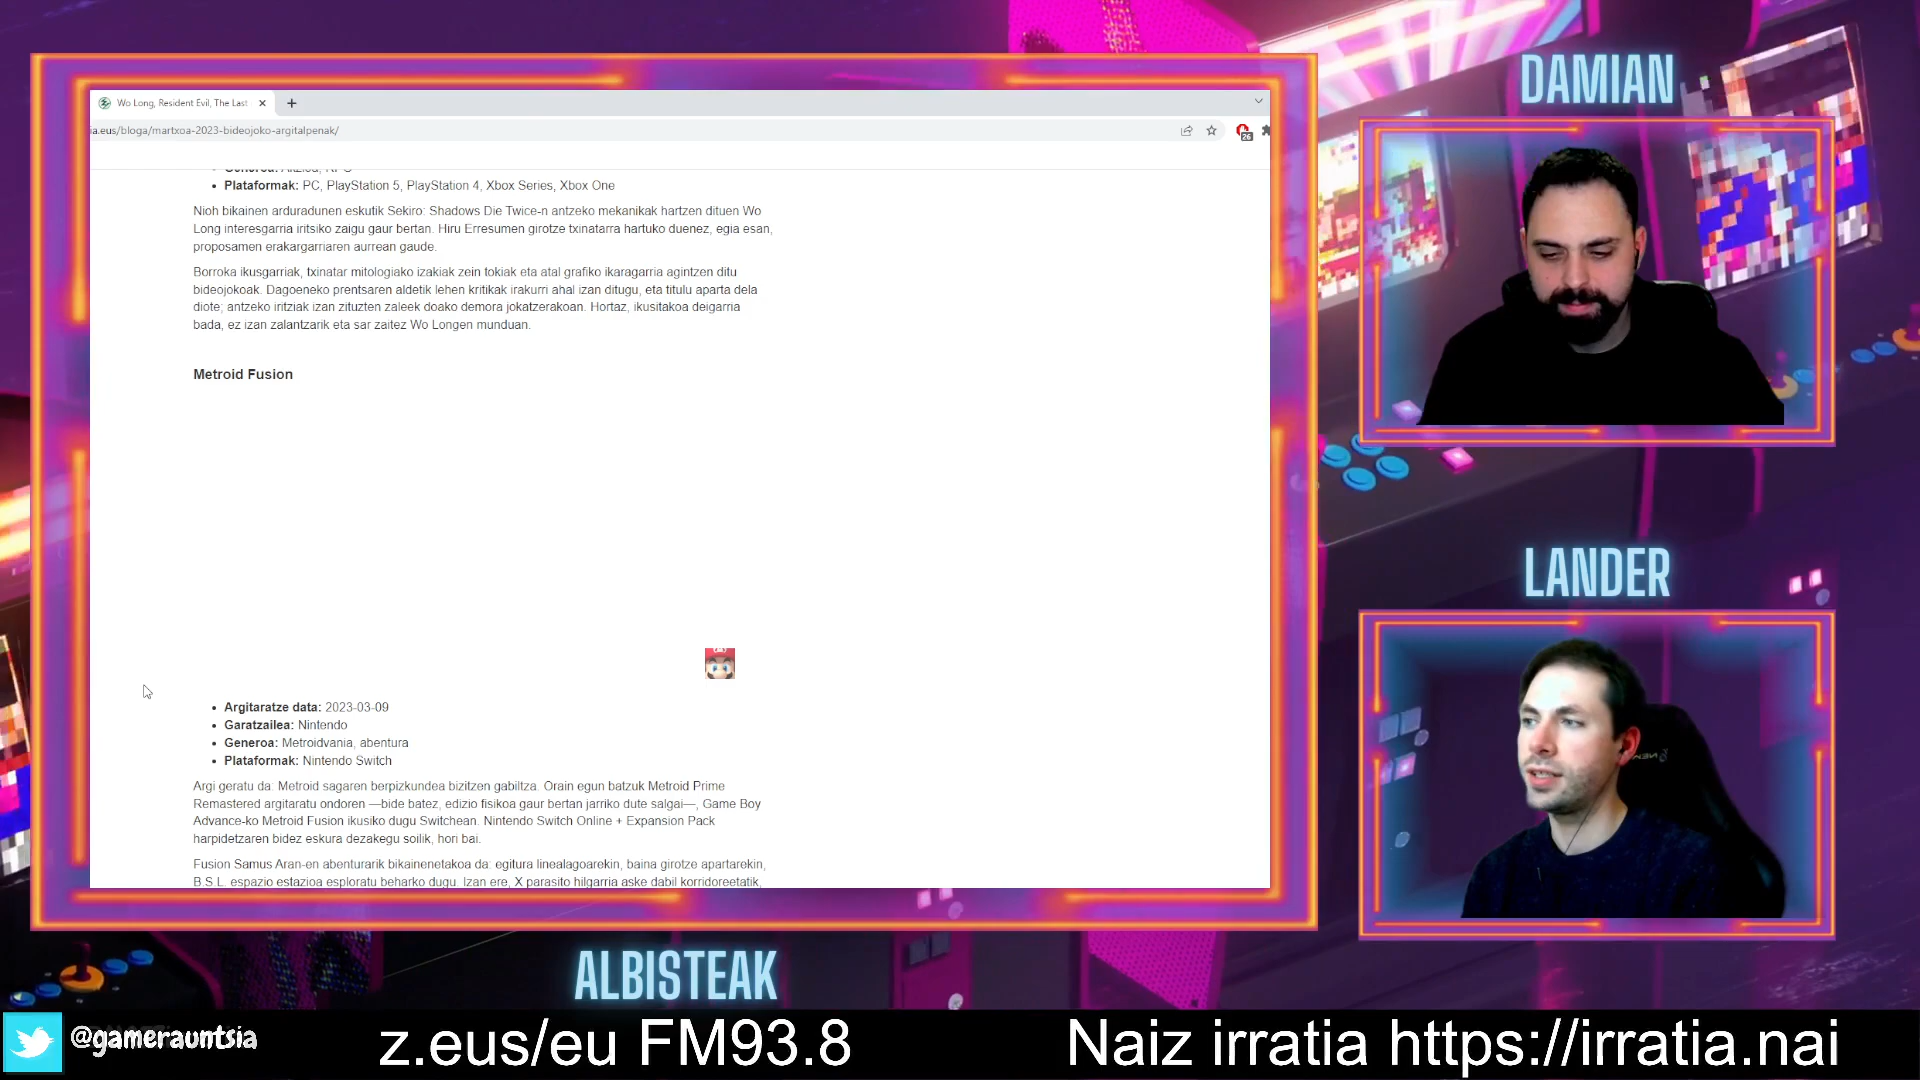 Wo Long, Resident Evil, The Last
ia.eus/bloga/martxoa-2023-bideojoko-argitalpenak/
26
Plataformak: PC, PlayStation 5, PlayStation 4, Xbox Series, Xbox One
Nioh bikainen arduradunen eskutik Sekiro: Shadows Die Twice-n antzeko mekanikak hartzen dituen Wo
Long interesgarria iritsiko zaigu gaur bertan. Hiru Erresumen girotze txinatarra hartuko duenez, egia esan,
proposamen erakargarriaren aurrean gaude.
Borroka ikusgarriak, txinatar mitologiako izakiak zein tokiak eta atal grafiko ikaragarria agintzen ditu
bideojokoak. Dagoeneko prentsaren aldetik lehen kritikak irakurri ahal izan ditugu, eta titulu aparta dela
diote; antzeko iritziak izan zituzten zaleek doako demora jokatzerakoan. Hortaz, ikusitakoa deigarria
bada, ez izan zalantzarik eta sar zaitez Wo Longen munduan.
Metroid Fusion
Argitaratze data: 2023-03-09
Garatzailea: Nintendo
Generoa: Metroidvania, abentura
Plataformak: Nintendo Switch
Argi geratu da: Metroid sagaren berpizkundea bizitzen gabiltza. Orain egun batzuk Metroid Prime
Remastered argitaratu ondoren —bide batez, edizio fisikoa gaur bertan jarriko dute salgai—, Game Boy
Advance-ko Metroid Fusion ikusiko dugu Switchean. Nintendo Switch Online + Expansion Pack
harpidetzaren bidez eskura dezakegu soilik, hori bai.
Fusion Samus Aran-en abenturarik bikainenetakoa da: egitura linealagoarekin, baina girotze apartarekin,
B.S.L. espazio estazioa esploratu beharko dugu. Izan ere, X parasito hilgarria aske dabil korridoreetatik,
DAMIAN
LANDER
ALBISTEAK
@gamerauntsia
z.eus/eu FM93.8
Naiz irratia https://irratia.nai